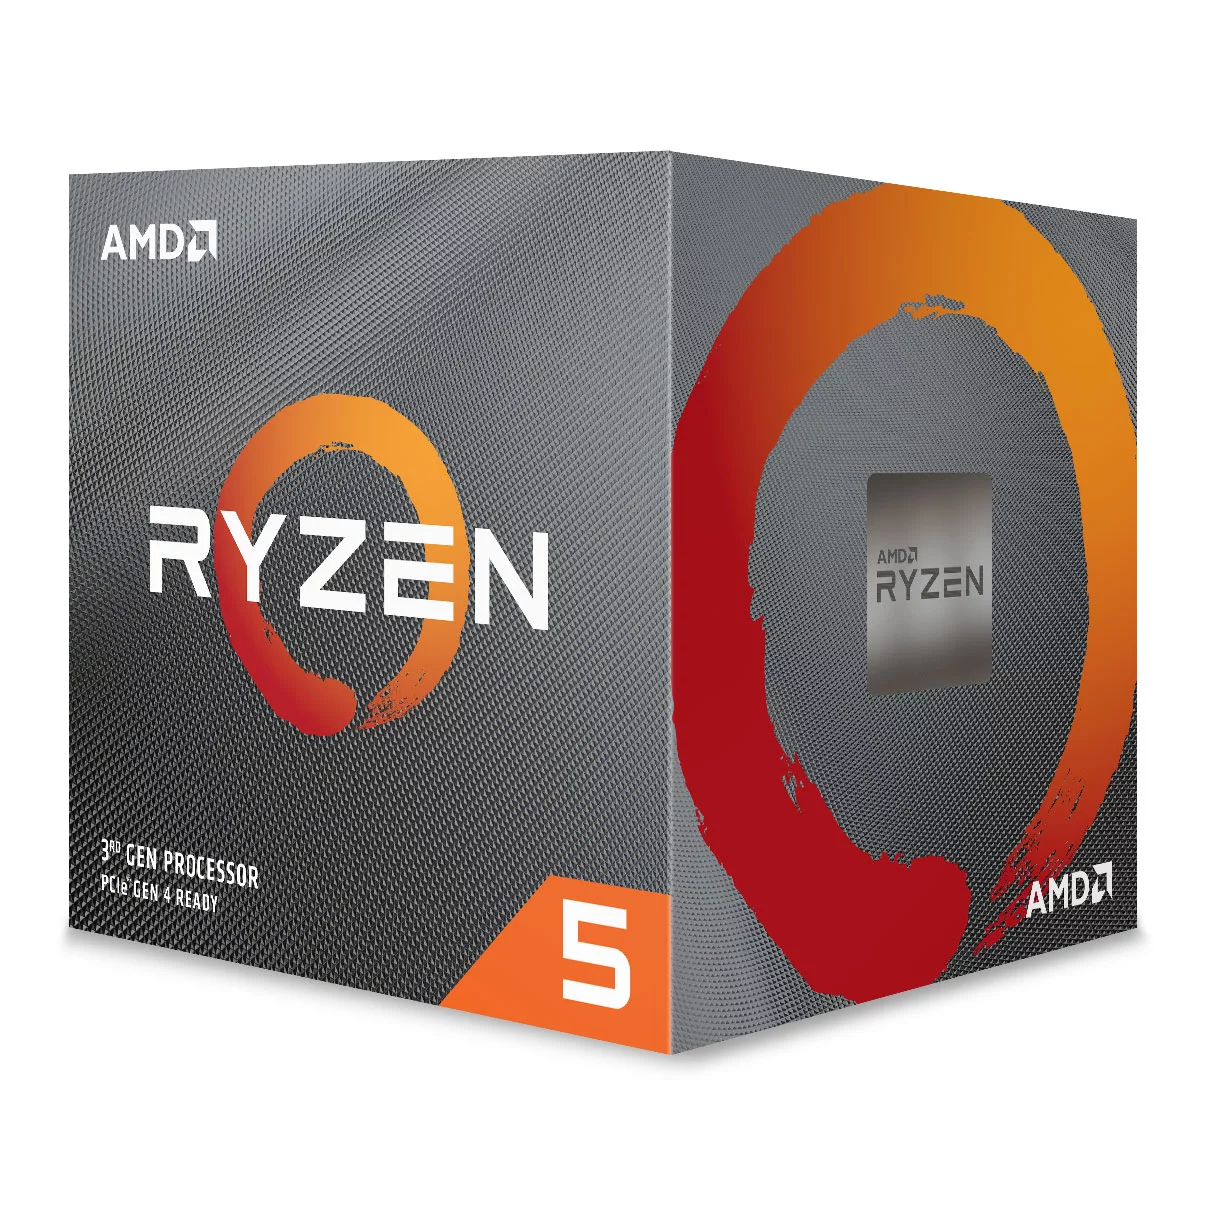 AMD
RYZEN
3RD GEN PROCESSOR
PCIe® GEN 4 READY
5
AMD
RYZEN
AMD